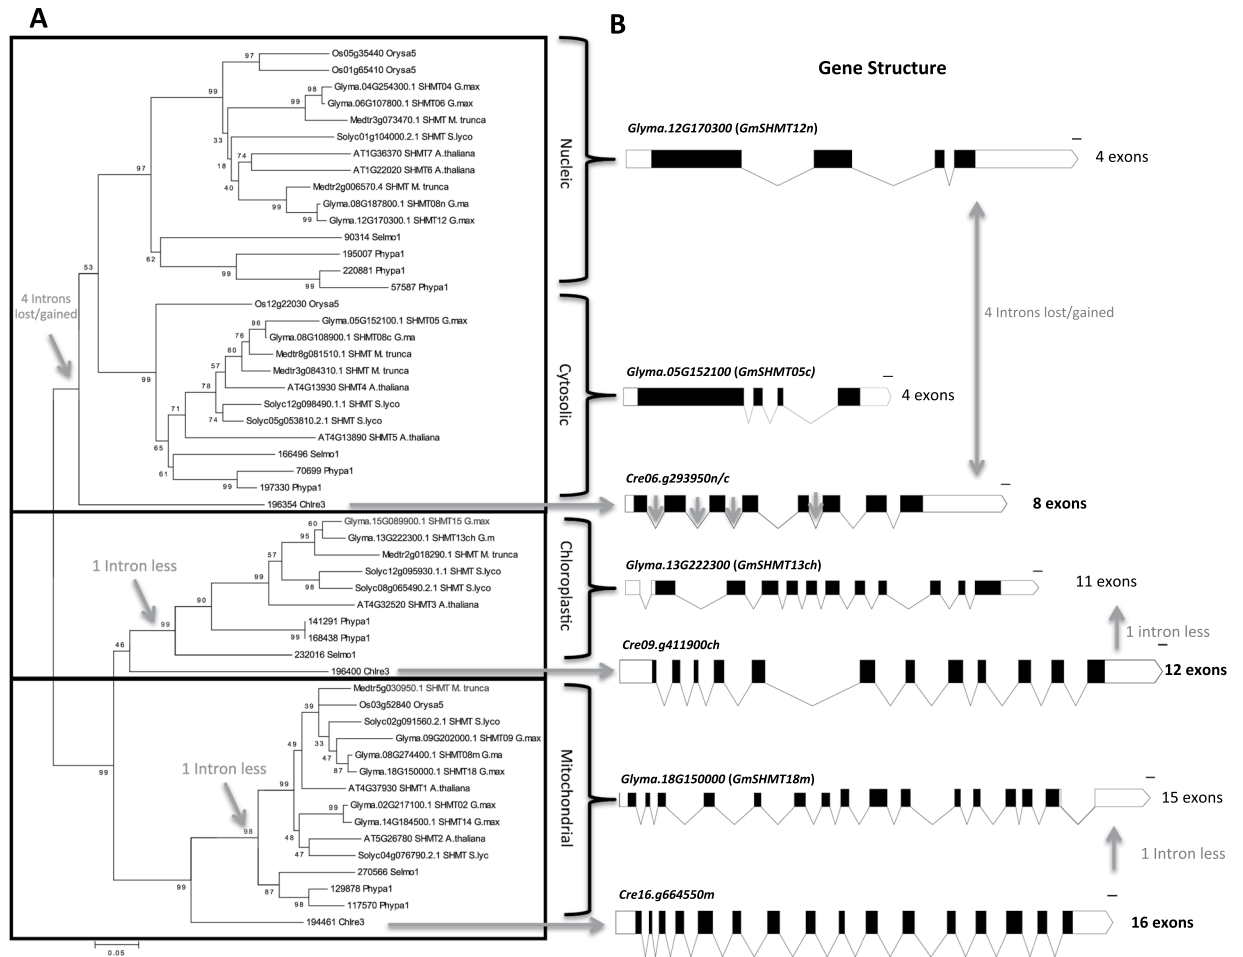 A
B
Gene Structure
97
Os05g35440 Orysa5
Os01g65410 Orysa5
99
98
Glyma.04G254300.1 SHMT04 G.max
99
Glyma.06G107800.1 SHMT06 G.max
Medtr3g073470.1 SHMT M. trunca
33
Solyc01g104000.2.1 SHMT S.lyco
74
AT1G36370 SHMT7 A.thaliana
18
AT1G22020 SHMT6 A.thaliana
97
40
Medtr2g006570.4 SHMT M. trunca
99
Glyma.08G187800.1 SHMT08n G.ma
99
Glyma.12G170300.1 SHMT12 G.max
90314 Selmo1
62
195007 Phypa1
99
220881 Phypa1
99
57587 Phypa1
53
4 Introns
lost/gained
Os12g22030 Orysa5
96
Glyma.05G152100.1 SHMT05 G.max
76
Glyma.08G108900.1 SHMT08c G.ma
80
Medtr8g081510.1 SHMT M. trunca
57
Medtr3g084310.1 SHMT M. trunca
99
78
AT4G13930 SHMT4 A.thaliana
Solyc12g098490.1.1 SHMT S.lyco
74
Solyc05g053810.2.1 SHMT S.lyco
71
AT4G13890 SHMT5 A.thaliana
65
166496 Selmo1
61
70699 Phypa1
99
197330 Phypa1
196354 Chlre3
60
Glyma.15G089900.1 SHMT15 G.max
95
Glyma.13G222300.1 SHMT13ch G.m
57
Medtr2g018290.1 SHMT M.trunca
1 Intron less
99
Solyc12g095930.1.1 SHMT S.lyco
98
Solyc08g065490.2.1 SHMT S.lyco
90
AT4G32520 SHMT3 A.thaliana
99
141291 Phypa1
99
168438 Phypa1
46
232016 Selmo1
196400 Chlre3
Medtr5g030950.1 SHMT M. trunca
39
Os03g52840 Orysa5
Solyc02g091560.2.1 SHMT S.lyco
33
Glyma.09G202000.1 SHMT09 G.max
49
47
Glyma.08G274400.1 SHMT08m G.ma
87
Glyma.18G150000.1 SHMT18 G.max
99
1 Intron less
99
AT4G37930 SHMT1 A.thaliana
99
Glyma.02G217100.1 SHMT02 G.max
Glyma.14G184500.1 SHMT14 G.max
98
48
AT5G26780 SHMT2 A.thaliana
47
Solyc04g076790.2.1 SHMT S.lyc
270566 Selmo1
99
87
129878 Phypa1
98
117570 Phypa1
194461 Chlre3
0.05
Nucleic
Cytosolic
Chloroplastic
Mitochondrial
Glyma.12G170300 (GmSHMT12n)
4 exons
4 Introns lost/gained
Glyma.05G152100 (GmSHMT05c)
4 exons
Cre06.g293950n/c
8 exons
Glyma.13G222300 (GmSHMT13ch)
11 exons
1 intron less
Cre09.g411900ch
12 exons
Glyma.18G150000 (GmSHMT18m)
15 exons
1 Intron less
Cre16.g664550m
16 exons